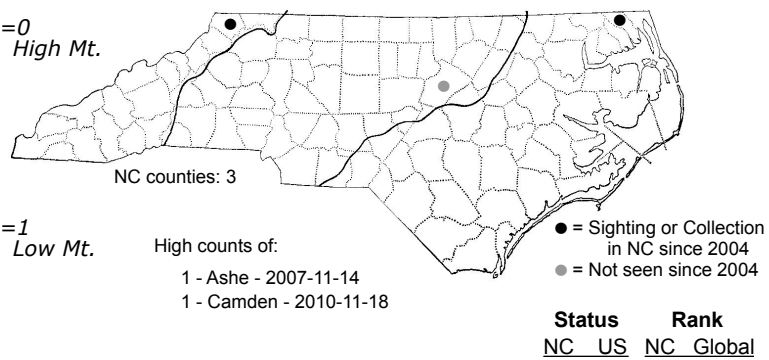 =0
High Mt.
NC counties: 3
=1
Low Mt.
High counts of:
1 - Ashe - 2007-11-14
1 - Camden - 2010-11-18
● = Sighting or Collection
in NC since 2004
● = Not seen since 2004
Status Rank
NC US NC Global